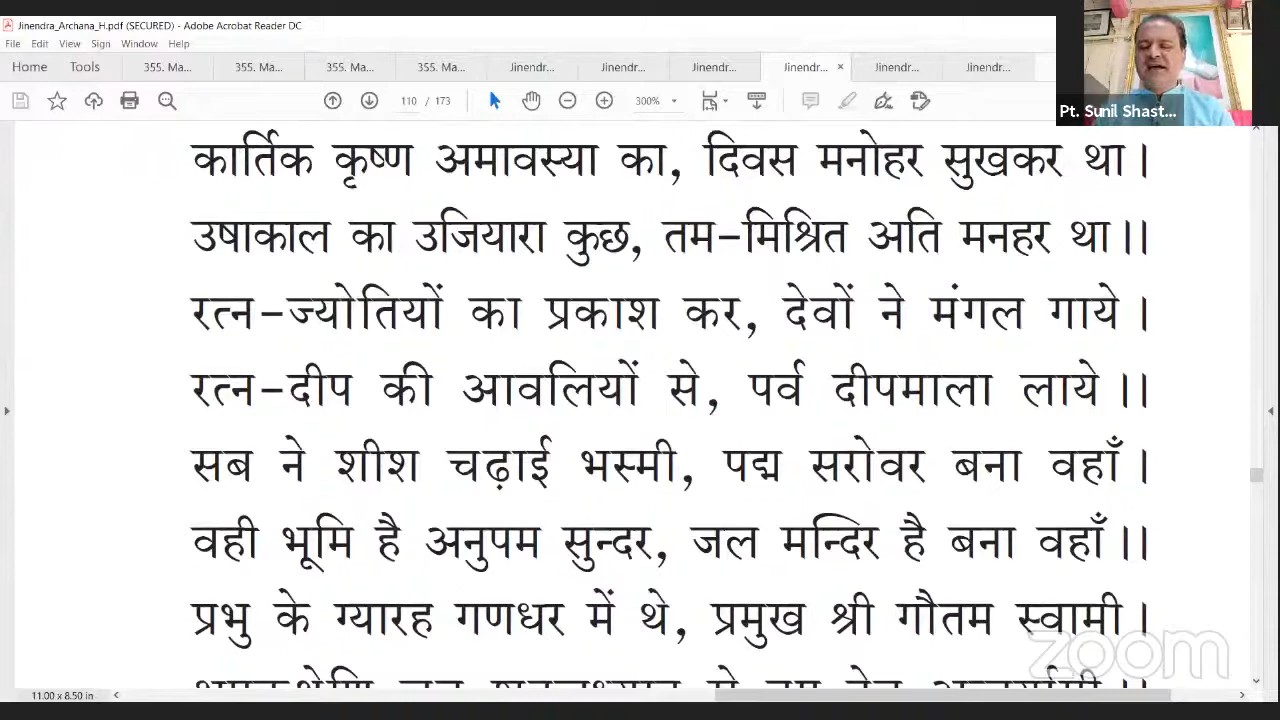 Jinendra_Archana_H.pdf (SECURED) - Adobe Acrobat Reader DC
File Edit View Sign Window Help
Home Tools 355. Ma... 355. Ma... 355. Ma... 355. Ma... Jinendr... Jinendr... Jinendr... Jinendr... × Jinendr... Jinendr...
110 / 173 300%
Pt. Sunil Shast...
कार्तिक कृष्ण अमावस्या का, दिवस मनोहर सुखकर था।
उषाकाल का उजियारा कुछ, तम-मिश्रित अति मनहर था।।
रत्न-ज्योतियों का प्रकाश कर, देवों ने मंगल गाये।
रत्न-दीप की आवलियों से, पर्व दीपमाला लाये।।
सब ने शीश चढ़ाई भस्मी, पद्म सरोवर बना वहाँ।
वही भूमि है अनुपम सुन्दर, जल मन्दिर है बना वहाँ।।
प्रभु के ग्यारह गणधर में थे, प्रमुख श्री गौतम स्वामी।
zoom
11.00 x 8.50 in